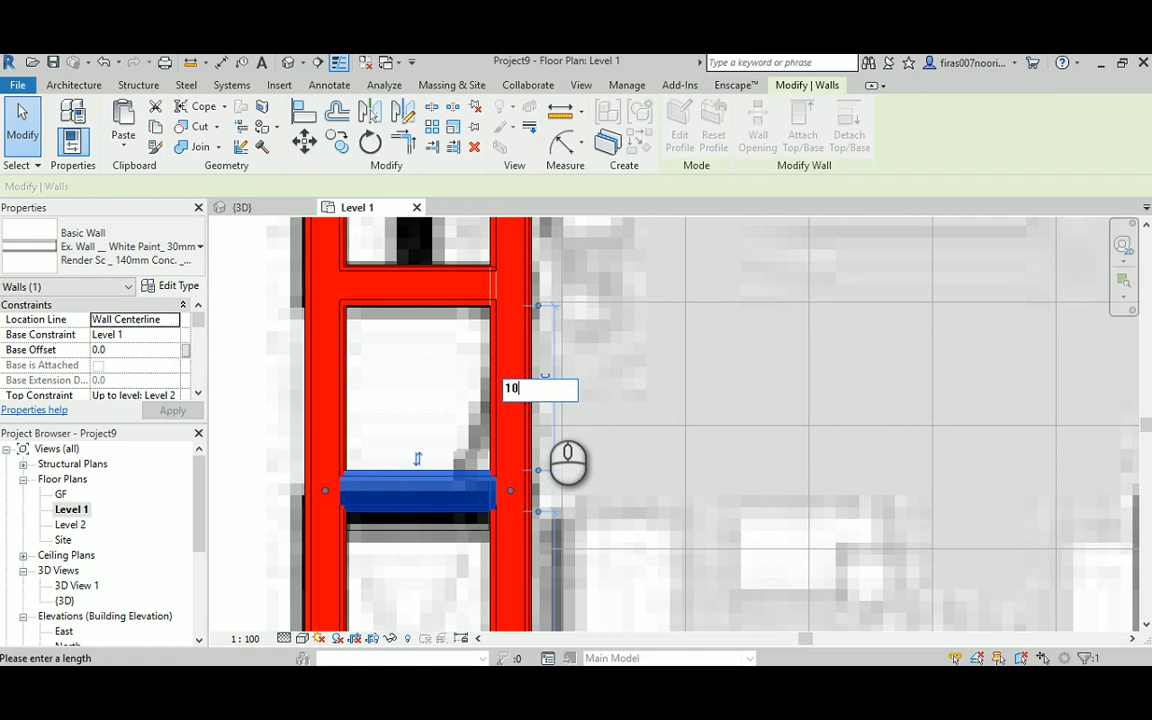 Project9 - Floor Plan: Level 1
Type a keyword or phrase
firas007noori...
File
Architecture
Structure
Steel
Systems
Insert
Annotate
Analyze
Massing & Site
Collaborate
View
Manage
Add-Ins
Enscape™
Modify | Walls
Modify
Select
Properties
Paste
Clipboard
Cope
Cut
Join
Geometry
Modify
View
Measure
Create
Edit Profile
Reset Profile
Mode
Wall Opening
Attach Top/Base
Detach Top/Base
Modify Wall
Modify | Walls
Properties
{3D}
Level 1
Basic Wall
Ex. Wall __ White Paint_ 30mm
Render Sc _ 140mm Conc. _...
Walls (1)
Edit Type
Constraints
Location Line Wall Centerline
Base Constraint Level 1
Base Offset 0.0
Base is Attached
Base Extension D... 0.0
Top Constraint Up to level: Level 2
Properties help
Apply
Project Browser - Project9
Views (all)
Structural Plans
Floor Plans
GF
Level 1
Level 2
Site
Ceiling Plans
3D Views
3D View 1
{3D}
Elevations (Building Elevation)
East
10
1 : 100
Please enter a length
:0
Main Model
:1